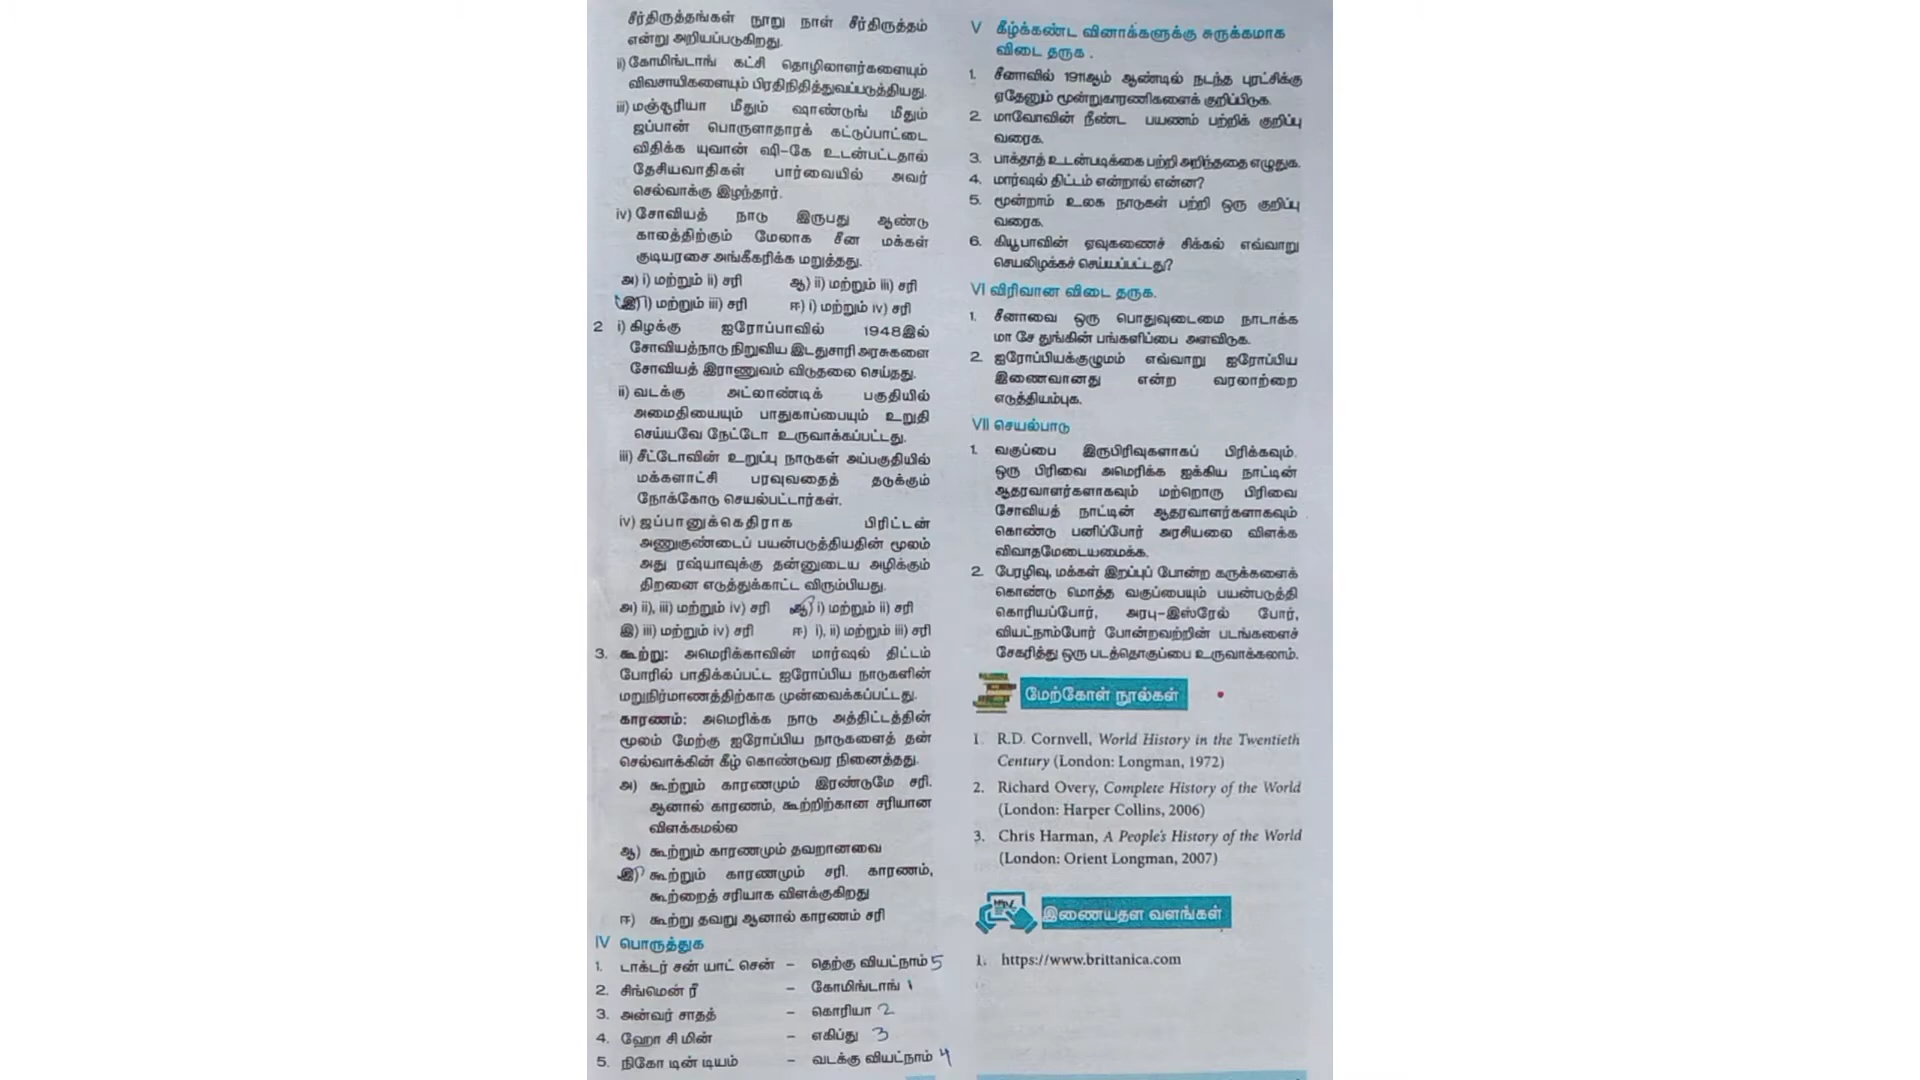 சீர்திருத்தங்கள் நூறு நாள் சீர்திருத்தம்
என்று அறியப்படுகிறது.
ii) கோமிங்டாங் கட்சி தொழிலாளர்களையும்
விவசாயிகளையும் பிரதிநிதித்துவப்படுத்தியது.
iii) மஞ்சூரியா மீதும் ஷாண்டுங் மீதும்
ஜப்பான் பொருளாதாரக் கட்டுப்பாட்டை
விதிக்க யுவான் ஷி-கே உடன்பட்டதால்
தேசியவாதிகள் பார்வையில் அவர்
செல்வாக்கு இழந்தார்.
iv) சோவியத் நாடு இருபது ஆண்டு
காலத்திற்கும் மேலாக சீன மக்கள்
குடியரசை அங்கீகரிக்க மறுத்தது.
அ) i) மற்றும் ii) சரி ஆ) ii) மற்றும் iii) சரி
இ) i) மற்றும் iii) சரி ஈ) i) மற்றும் iv) சரி
2 i) கிழக்கு ஐரோப்பாவில் 1948இல்
சோவியத்நாடு நிறுவிய இடதுசாரி அரசுகளை
சோவியத் இராணுவம் விடுதலை செய்தது.
ii) வடக்கு அட்லாண்டிக் பகுதியில்
அமைதியையும் பாதுகாப்பையும் உறுதி
செய்யவே நேட்டோ உருவாக்கப்பட்டது.
iii) சீட்டோவின் உறுப்பு நாடுகள் அப்பகுதியில்
மக்களாட்சி பரவுவதைத் தடுக்கும்
நோக்கோடு செயல்பட்டார்கள்.
iv) ஜப்பானுக்கெதிராக பிரிட்டன்
அணுகுண்டைப் பயன்படுத்தியதின் மூலம்
அது ரஷ்யாவுக்கு தன்னுடைய அழிக்கும்
திறனை எடுத்துக்காட்ட விரும்பியது.
அ) ii), iii) மற்றும் iv) சரி ஆ) i) மற்றும் ii) சரி
இ) iii) மற்றும் iv) சரி ஈ) i), ii) மற்றும் iii) சரி
3. கூற்று: அமெரிக்காவின் மார்ஷல் திட்டம்
போரில் பாதிக்கப்பட்ட ஐரோப்பிய நாடுகளின்
மறுநிர்மாணத்திற்காக முன்வைக்கப்பட்டது.
காரணம்: அமெரிக்க நாடு அத்திட்டத்தின்
மூலம் மேற்கு ஐரோப்பிய நாடுகளைத் தன்
செல்வாக்கின் கீழ் கொண்டுவர நினைத்தது.
அ) கூற்றும் காரணமும் இரண்டுமே சரி.
ஆனால் காரணம், கூற்றிற்கான சரியான
விளக்கமல்ல
ஆ) கூற்றும் காரணமும் தவறானவை
இ) கூற்றும் காரணமும் சரி. காரணம்,
கூற்றைத் சரியாக விளக்குகிறது
ஈ) கூற்று தவறு ஆனால் காரணம் சரி
IV பொருத்துக
1. டாக்டர் சன் யாட் சென் – தெற்கு வியட்நாம் 5
2. சிங்மென் ரீ – கோமிங்டாங் 1
3. அன்வர் சாதத் – கொரியா 2
4. ஹோ சி மின் – எகிப்து 3
5. நிகோ டின் டியம் – வடக்கு வியட்நாம் 4
V கீழ்க்கண்ட வினாக்களுக்கு சுருக்கமாக
விடை தருக .
1. சீனாவில் 1911ஆம் ஆண்டில் நடந்த புரட்சிக்கு
ஏதேனும் மூன்றுகாரணிகளைக் குறிப்பிடுக.
2. மாவோவின் நீண்ட பயணம் பற்றிக் குறிப்பு
வரைக.
3. பாக்தாத் உடன்படிக்கை பற்றி அறிந்ததை எழுதுக.
4. மார்ஷல் திட்டம் என்றால் என்ன?
5. மூன்றாம் உலக நாடுகள் பற்றி ஒரு குறிப்பு
வரைக.
6. கியூபாவின் ஏவுகணைச் சிக்கல் எவ்வாறு
செயலிழக்கச் செய்யப்பட்டது?
VI விரிவான விடை தருக.
1. சீனாவை ஒரு பொதுவுடைமை நாடாக்க
மா சே துங்கின் பங்களிப்பை அளவிடுக.
2. ஐரோப்பியக்குழுமம் எவ்வாறு ஐரோப்பிய
இணைவானது என்ற வரலாற்றை
எடுத்தியம்புக.
VII செயல்பாடு
1. வகுப்பை இருபிரிவுகளாகப் பிரிக்கவும்.
ஒரு பிரிவை அமெரிக்க ஐக்கிய நாட்டின்
ஆதரவாளர்களாகவும் மற்றொரு பிரிவை
சோவியத் நாட்டின் ஆதரவாளர்களாகவும்
கொண்டு பனிப்போர் அரசியலை விளக்க
விவாதமேடையமைக்க.
2. பேரழிவு, மக்கள் இறப்புப் போன்ற கருக்களைக்
கொண்டு மொத்த வகுப்பையும் பயன்படுத்தி
கொரியப்போர், அரபு-இஸ்ரேல் போர்,
வியட்நாம்போர் போன்றவற்றின் படங்களைச்
சேகரித்து ஒரு படத்தொகுப்பை உருவாக்கலாம்.
மேற்கோள் நூல்கள்
1. R.D. Cornvell, World History in the Twentieth
Century (London: Longman, 1972)
2. Richard Overy, Complete History of the World
(London: Harper Collins, 2006)
3. Chris Harman, A People's History of the World
(London: Orient Longman, 2007)
இணையதள வளங்கள்
1. https://www.brittanica.com